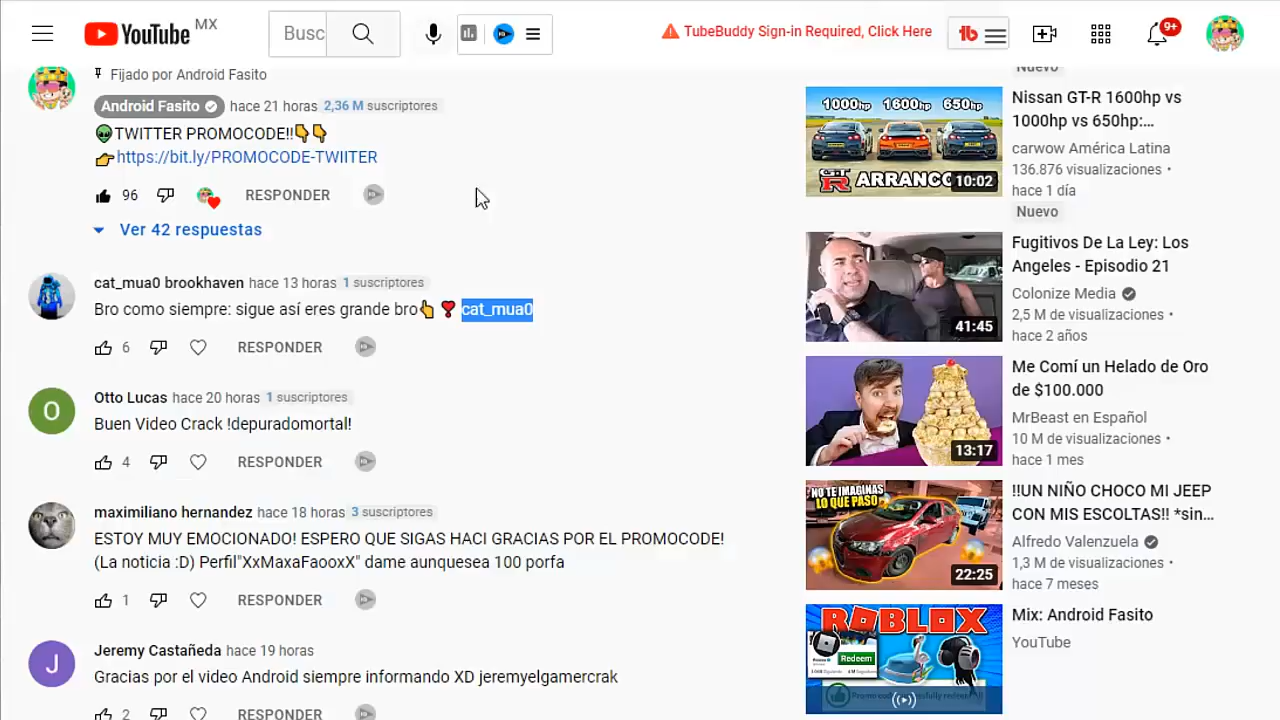 YouTube MX
Busc
TubeBuddy Sign-in Required, Click Here
tb
9+
Fijado por Android Fasito
Android Fasito hace 21 horas 2,36 M suscriptores
👽TWITTER PROMOCODE!!👇👇
👉https://bit.ly/PROMOCODE-TWIITER
96 RESPONDER
Ver 42 respuestas
cat_mua0 brookhaven hace 13 horas 1 suscriptores
Bro como siempre: sigue así eres grande bro👆❣ cat_mua0
6 RESPONDER
O
Otto Lucas hace 20 horas 1 suscriptores
Buen Video Crack !depuradomortal!
4 RESPONDER
maxmiliano hernandez hace 18 horas 3 suscriptores
ESTOY MUY EMOCIONADO! ESPERO QUE SIGAS HACI GRACIAS POR EL PROMOCODE!
(La noticia :D) Perfil"XxMaxaFaooxX" dame aunquesea 100 porfa
1 RESPONDER
J
Jeremy Castañeda hace 19 horas
Gracias por el video Android siempre informando XD jeremyelgamercrak
2 RESPONDER
Nuevo
1000hp 1600hp 650hp
GT-R ARRANCO
10:02
Nissan GT-R 1600hp vs
1000hp vs 650hp:...
carwow América Latina
136.876 visualizaciones •
hace 1 día
Nuevo
41:45
Fugitivos De La Ley: Los
Angeles - Episodio 21
Colonize Media
2,5 M de visualizaciones •
hace 2 años
13:17
Me Comí un Helado de Oro
de $100.000
MrBeast en Español
10 M de visualizaciones •
hace 1 mes
NO TE IMAGINAS
LO QUE PASO
22:25
!!UN NIÑO CHOCO MI JEEP
CON MIS ESCOLTAS!! *sin...
Alfredo Valenzuela
1,3 M de visualizaciones •
hace 7 meses
ROBLOX
Redeem
Mix: Android Fasito
YouTube